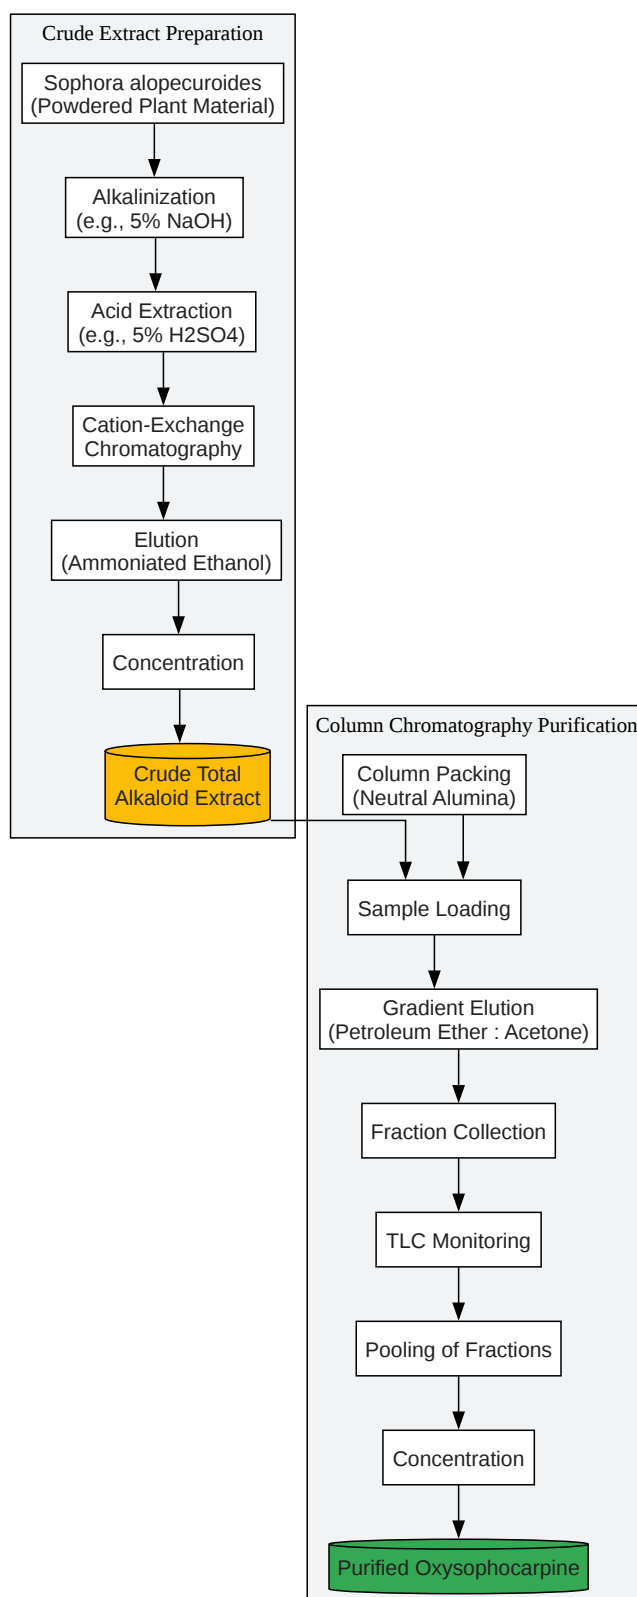 Crude Extract Preparation
Sophora alopecuroides
(Powdered Plant Material)
Alkalinization
(e.g., 5% NaOH)
Acid Extraction
(e.g., 5% H2SO4)
Cation-Exchange
Chromatography
Elution
(Ammoniated Ethanol)
Concentration
Crude Total
Alkaloid Extract
Column Chromatography Purification
Column Packing
(Neutral Alumina)
Sample Loading
Gradient Elution
(Petroleum Ether : Acetone)
Fraction Collection
TLC Monitoring
Pooling of Fractions
Concentration
Purified Oxysophocarpine